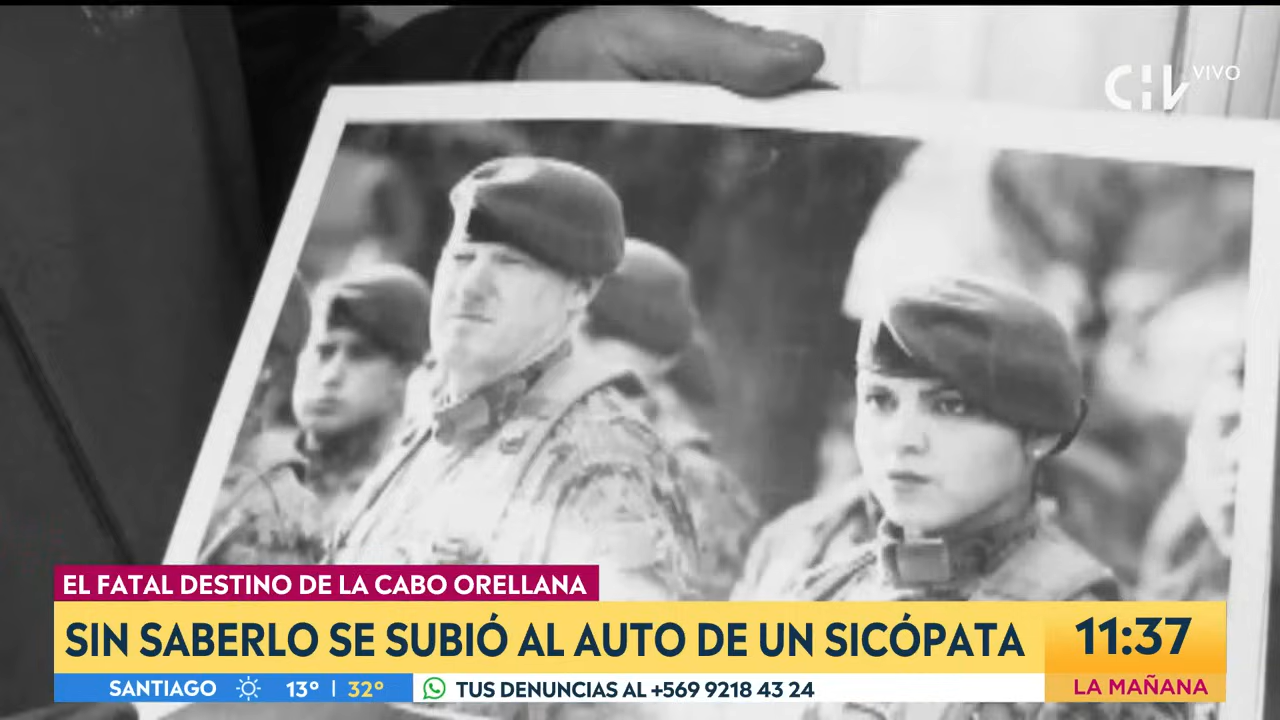 CHV VIVO
EL FATAL DESTINO DE LA CABO ORELLANA
SIN SABERLO SE SUBIÓ AL AUTO DE UN SICÓPATA
11:37
SANTIAGO 13° | 32°
TUS DENUNCIAS AL +569 9218 43 24
LA MAÑANA